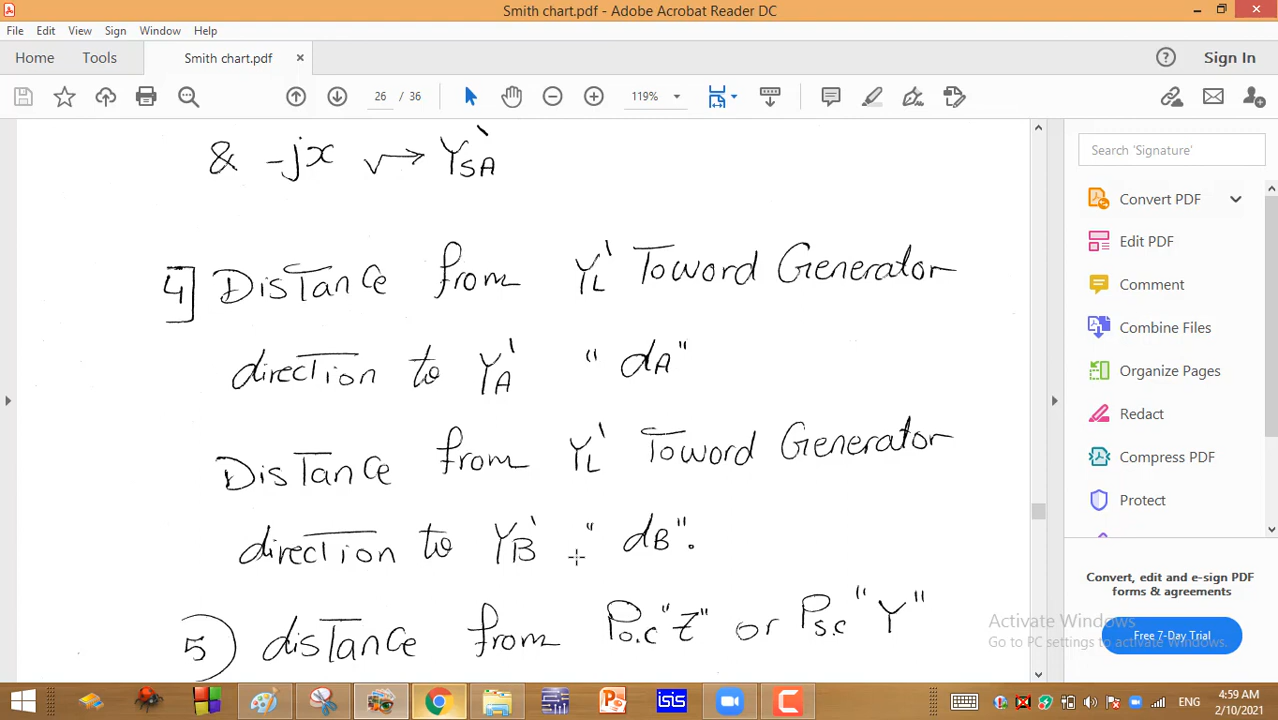 Smith chart.pdf - Adobe Acrobat Reader DC
File Edit View Sign Window Help
Home Tools Smith chart.pdf × Sign In
26 / 36 119%
& -jx → Y'SA
4] Distance from YL' Toword Generator
direction to YA' " dA"
Distance from YL' Toword Generator
direction to YB' " dB".
5) distance from Po.c "Z" or Ps.c "Y"
Search 'Signature'
Convert PDF
Edit PDF
Comment
Combine Files
Organize Pages
Redact
Compress PDF
Protect
Convert, edit and e-sign PDF
forms & agreements
Free 7-Day Trial
Activate Windows
Go to PC settings to activate Windows.
isis
ENG
4:59 AM
2/10/2021